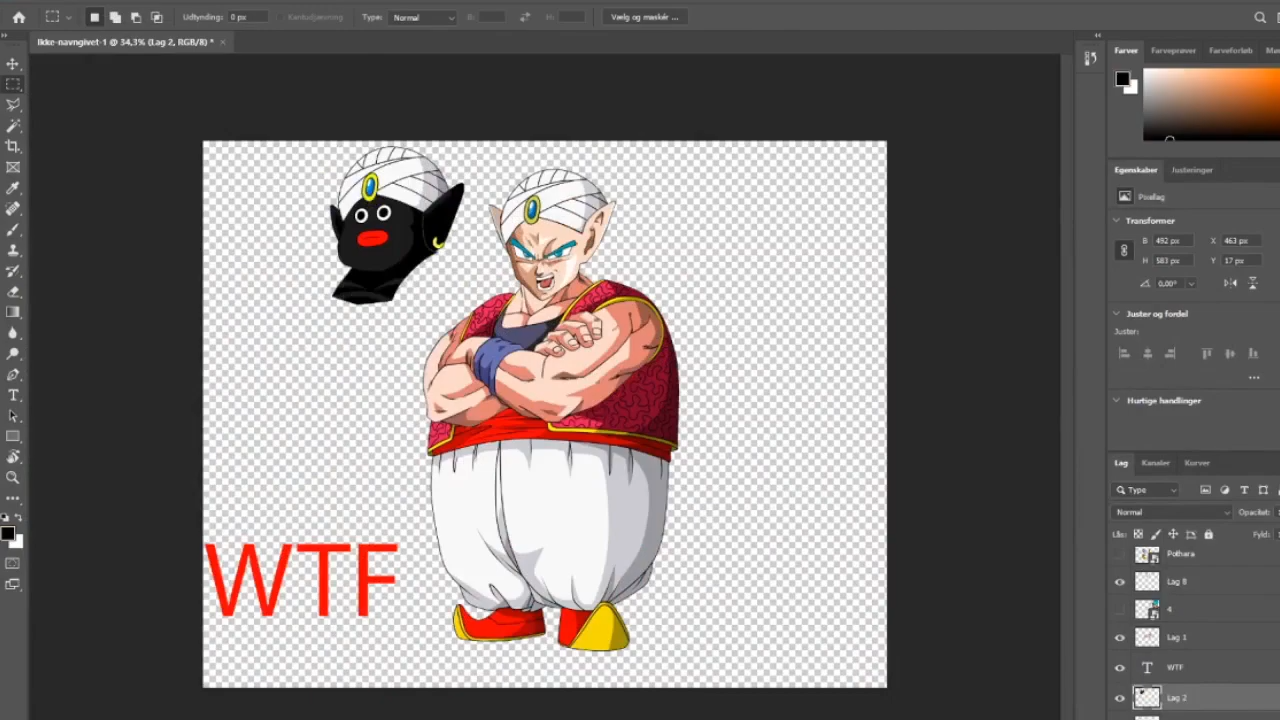 Udtynding: 0 px
Kantudjævning
Type: Normal
B:
H:
Vælg og maskér ...
Ikke-navngivet-1 @ 34,3% (Lag 2, RGB/8) *
WTF
Farver Farveprøver Farveforløb
Egenskaber Justeringer
Pixellag
Transformer
B 492 px X 463 px
H 583 px Y 17 px
0,00°
Juster og fordel
Juster:
Hurtige handlinger
Lag Kanaler Kurver
Type
Normal Opacitet:
Lås: Fyld:
Pothara
Lag 8
4
Lag 1
WTF
Lag 2